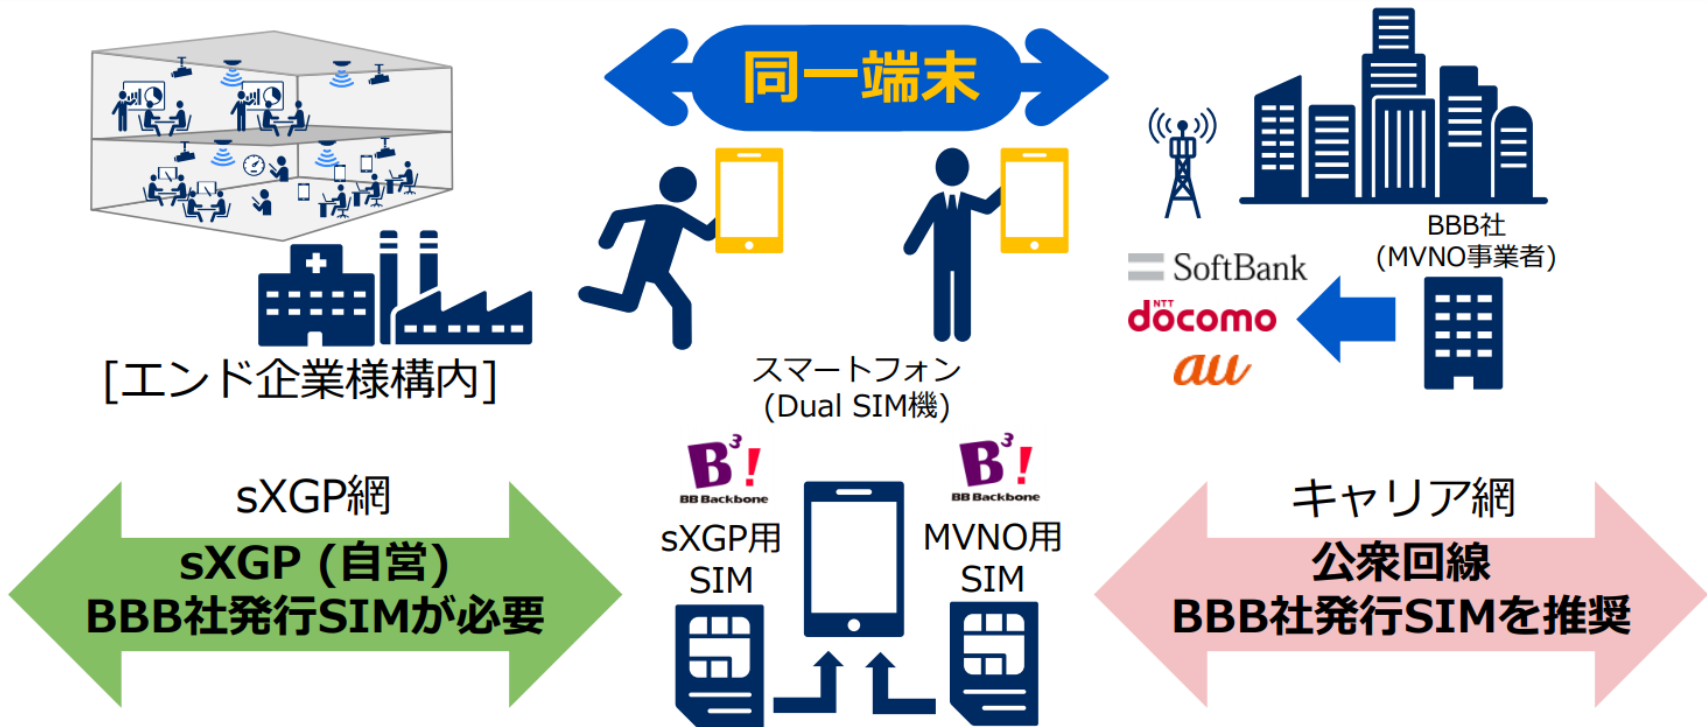 同一端末
BBB社
(MVNO事業者)
SoftBank
NTT
docomo
au
[エンド企業様構内]
スマートフォン
(Dual SIM機)
B3!
BB Backbone
B3!
BB Backbone
sXGP網
sXGP (自営)
BBB社発行SIMが必要
sXGP用
SIM
MVNO用
SIM
キャリア網
公衆回線
BBB社発行SIMを推奨